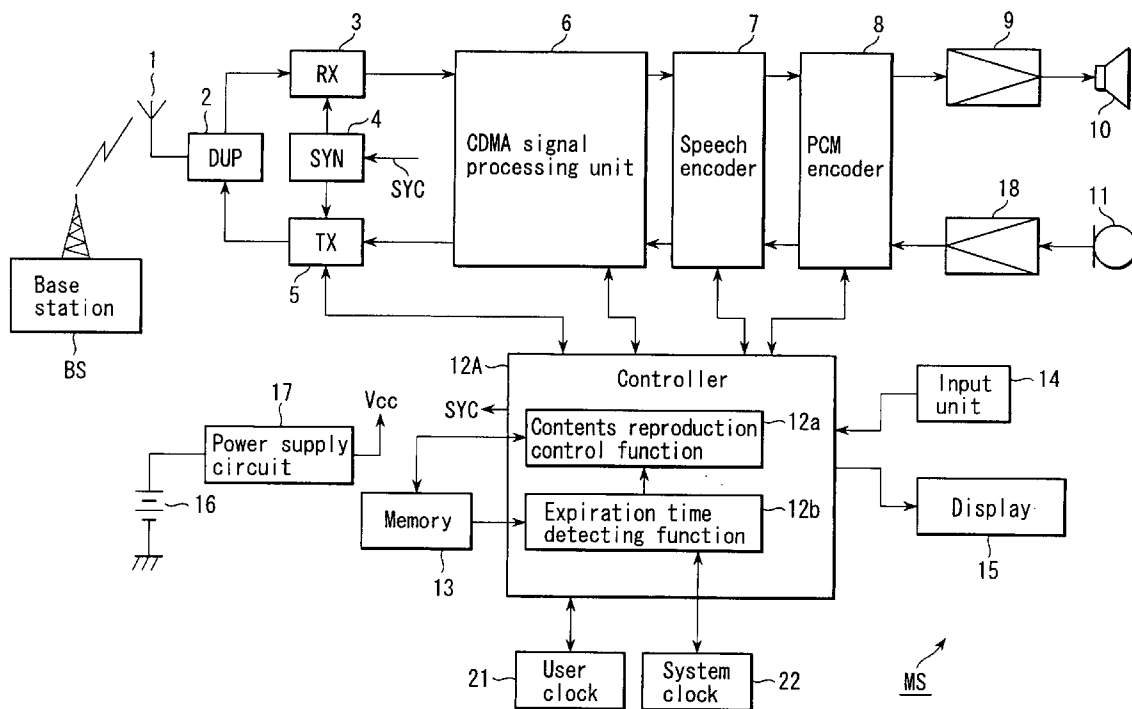 3
6
7
8
9
1
RX
2
4
CDMA signal
processing unit
Speech
encoder
PCM
encoder
10
DUP
SYN
SYC
18
11
TX
5
Base
station
BS
12A
Controller
Input
unit
14
17
Vcc
SYC
Contents reproduction
control function
12a
Power supply
circuit
16
Memory
13
Expiration time
detecting function
12b
Display
15
21
User
clock
System
clock
22
MS